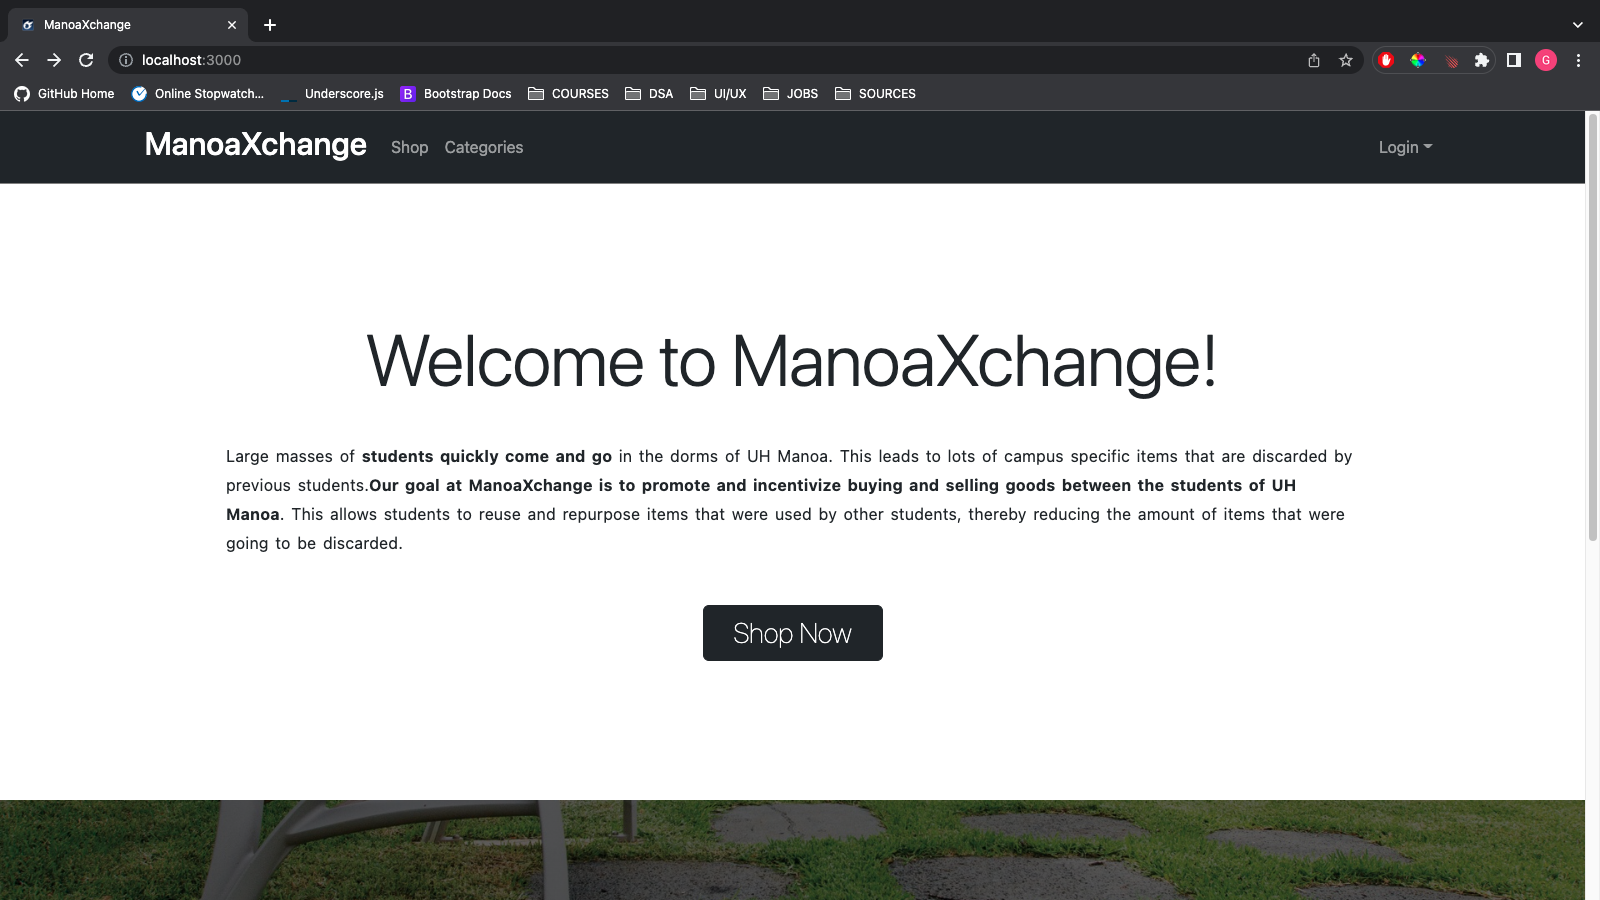 ManoaXchange
localhost:3000
G
GitHub Home Online Stopwatch... Underscore.js B Bootstrap Docs COURSES DSA UI/UX JOBS SOURCES
ManoaXchange Shop Categories Login
Welcome to ManoaXchange!
Large masses of students quickly come and go in the dorms of UH Manoa. This leads to lots of campus specific items that are discarded by
previous students.Our goal at ManoaXchange is to promote and incentivize buying and selling goods between the students of UH
Manoa. This allows students to reuse and repurpose items that were used by other students, thereby reducing the amount of items that were
going to be discarded.
Shop Now